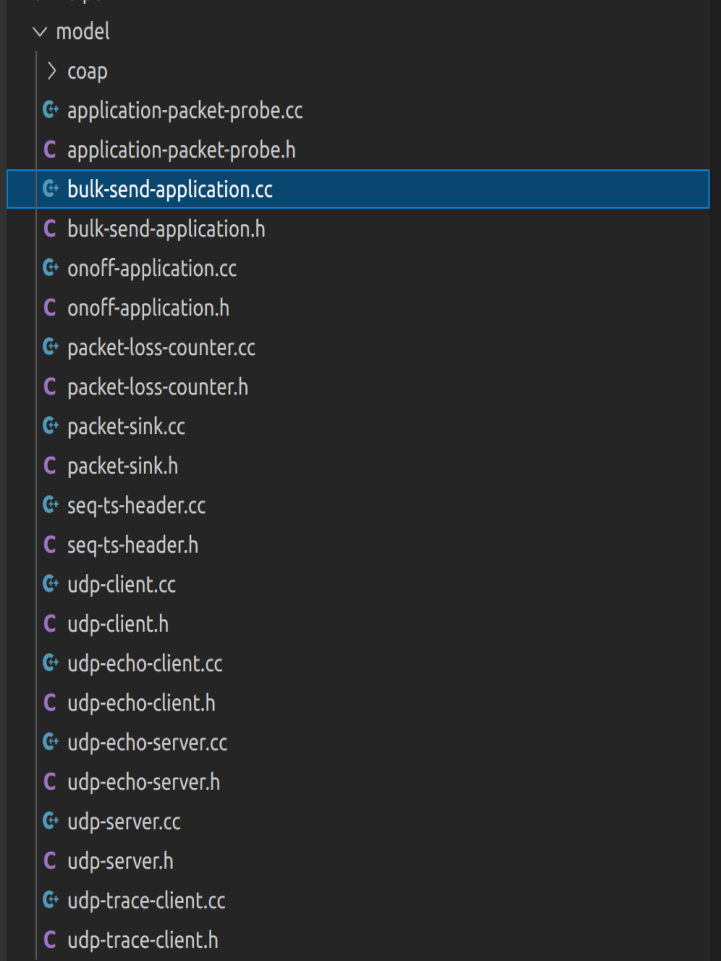 model
coap
application-packet-probe.cc
application-packet-probe.h
bulk-send-application.cc
bulk-send-application.h
onoff-application.cc
onoff-application.h
packet-loss-counter.cc
packet-loss-counter.h
packet-sink.cc
packet-sink.h
seq-ts-header.cc
seq-ts-header.h
udp-client.cc
udp-client.h
udp-echo-client.cc
udp-echo-client.h
udp-echo-server.cc
udp-echo-server.h
udp-server.cc
udp-server.h
udp-trace-client.cc
udp-trace-client.h